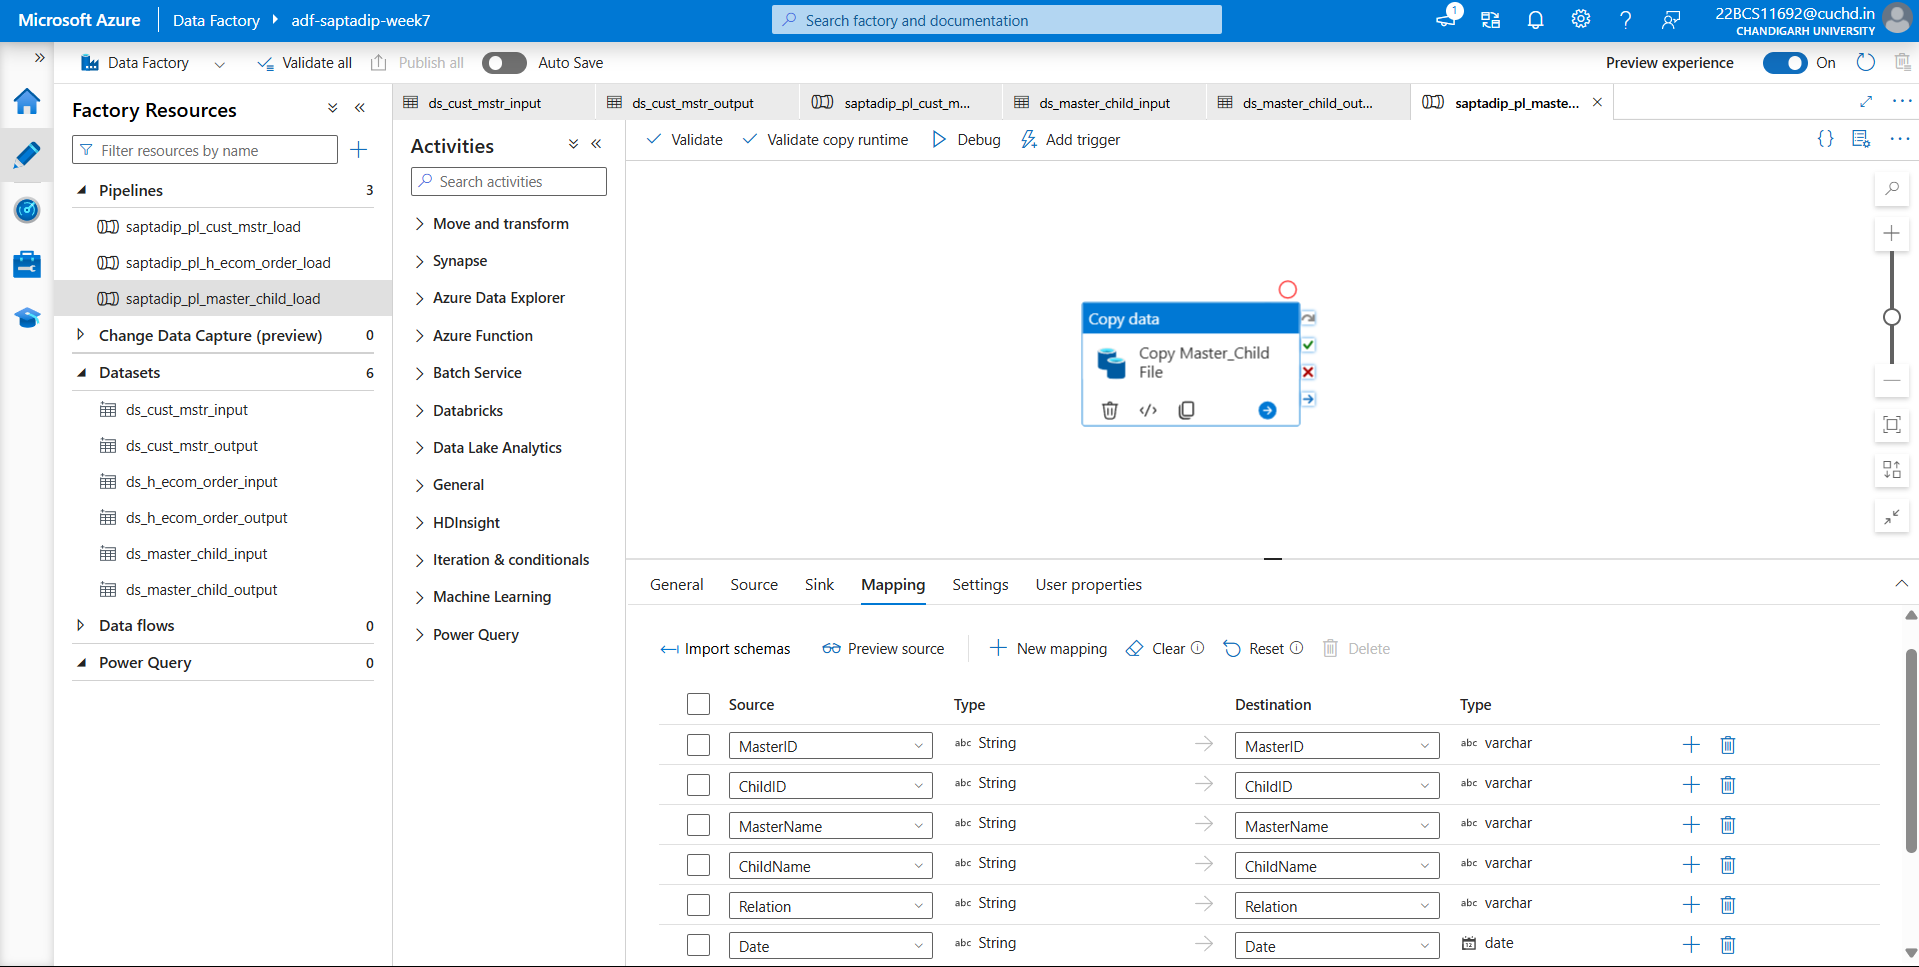 Microsoft Azure
Data Factory
adf-saptadip-week7
Search factory and documentation
1
22BCS11692@cuchd.in
CHANDIGARH UNIVERSITY
Data Factory
Validate all
Publish all
Auto Save
Preview experience
On
Factory Resources
Filter resources by name
Pipelines 3
saptadip_pl_cust_mstr_load
saptadip_pl_h_ecom_order_load
saptadip_pl_master_child_load
Change Data Capture (preview) 0
Datasets 6
ds_cust_mstr_input
ds_cust_mstr_output
ds_h_ecom_order_input
ds_h_ecom_order_output
ds_master_child_input
ds_master_child_output
Data flows 0
Power Query 0
ds_cust_mstr_input
ds_cust_mstr_output
saptadip_pl_cust_m...
ds_master_child_input
ds_master_child_out...
saptadip_pl_maste...
Activities
Search activities
Move and transform
Synapse
Azure Data Explorer
Azure Function
Batch Service
Databricks
Data Lake Analytics
General
HDInsight
Iteration & conditionals
Machine Learning
Power Query
Validate
Validate copy runtime
Debug
Add trigger
Copy data
Copy Master_Child
File
General
Source
Sink
Mapping
Settings
User properties
Import schemas
Preview source
New mapping
Clear
Reset
Delete
Source Type Destination Type
MasterID abc String MasterID abc varchar
ChildID abc String ChildID abc varchar
MasterName abc String MasterName abc varchar
ChildName abc String ChildName abc varchar
Relation abc String Relation abc varchar
Date abc String Date date